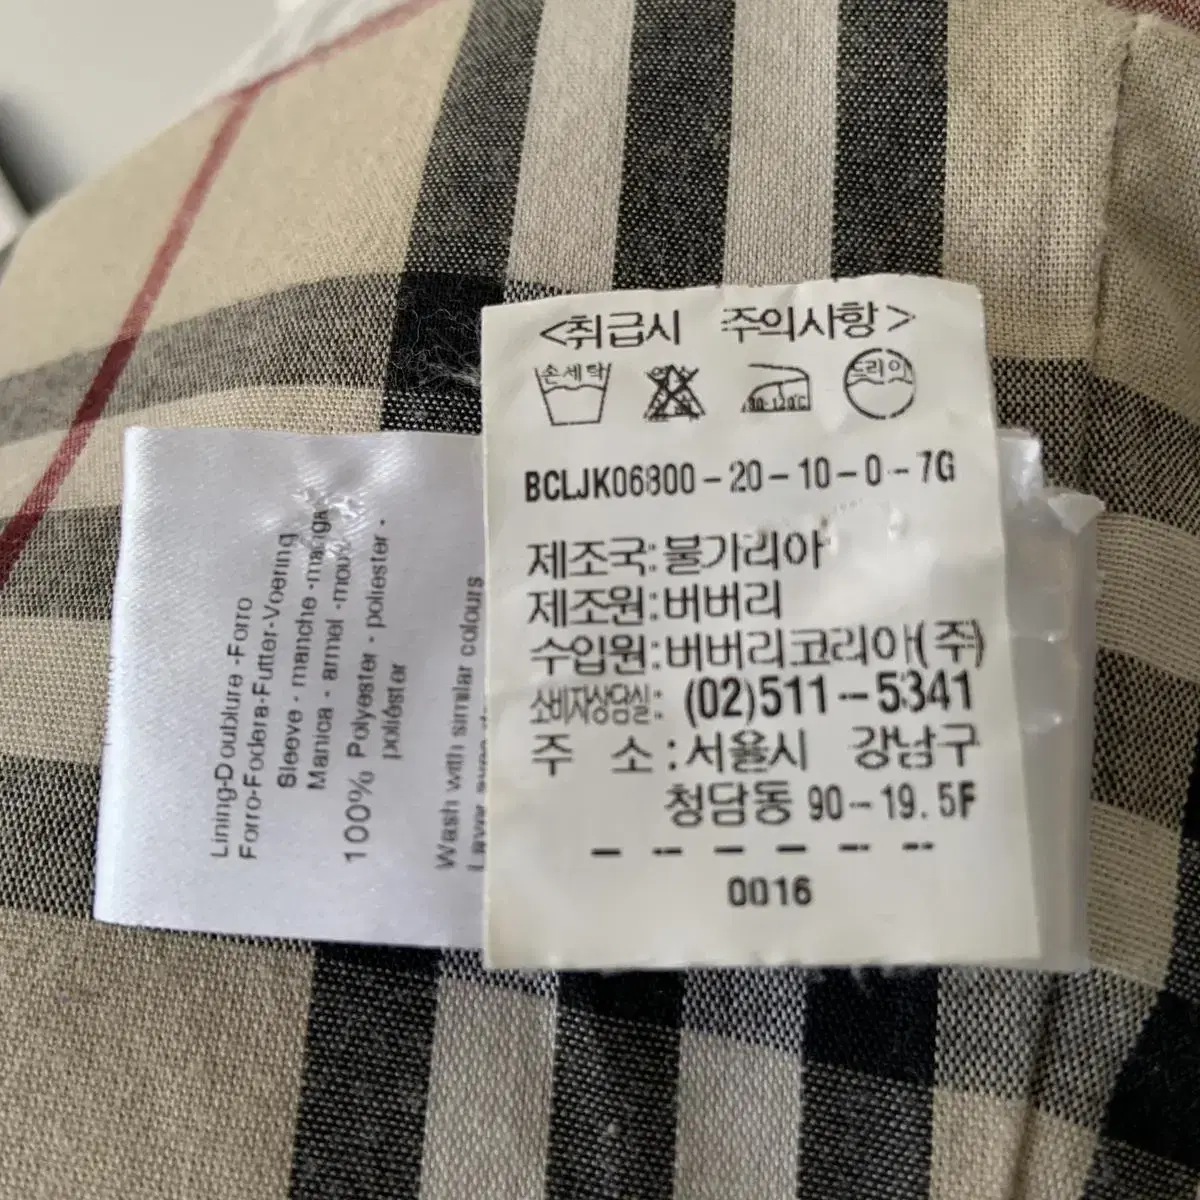 <취급시 주의사항>
손세탁
80-120℃
드라이
BCLJK06800-20-10-0-7G
제조국:불가리아
제조원:버버리
수입원:버버리코리아(주)
소비자상담실: (02)511-5341
주 소:서울시 강남구
청담동 90-19.5F
0016
Lining-Doublure-Forro
Forro-Fodera-Futter-Voering
Sleeve-manche-manga
Manica-armel-mouw
100% Polyester-poliester-
poliéster
Wash with similar colours